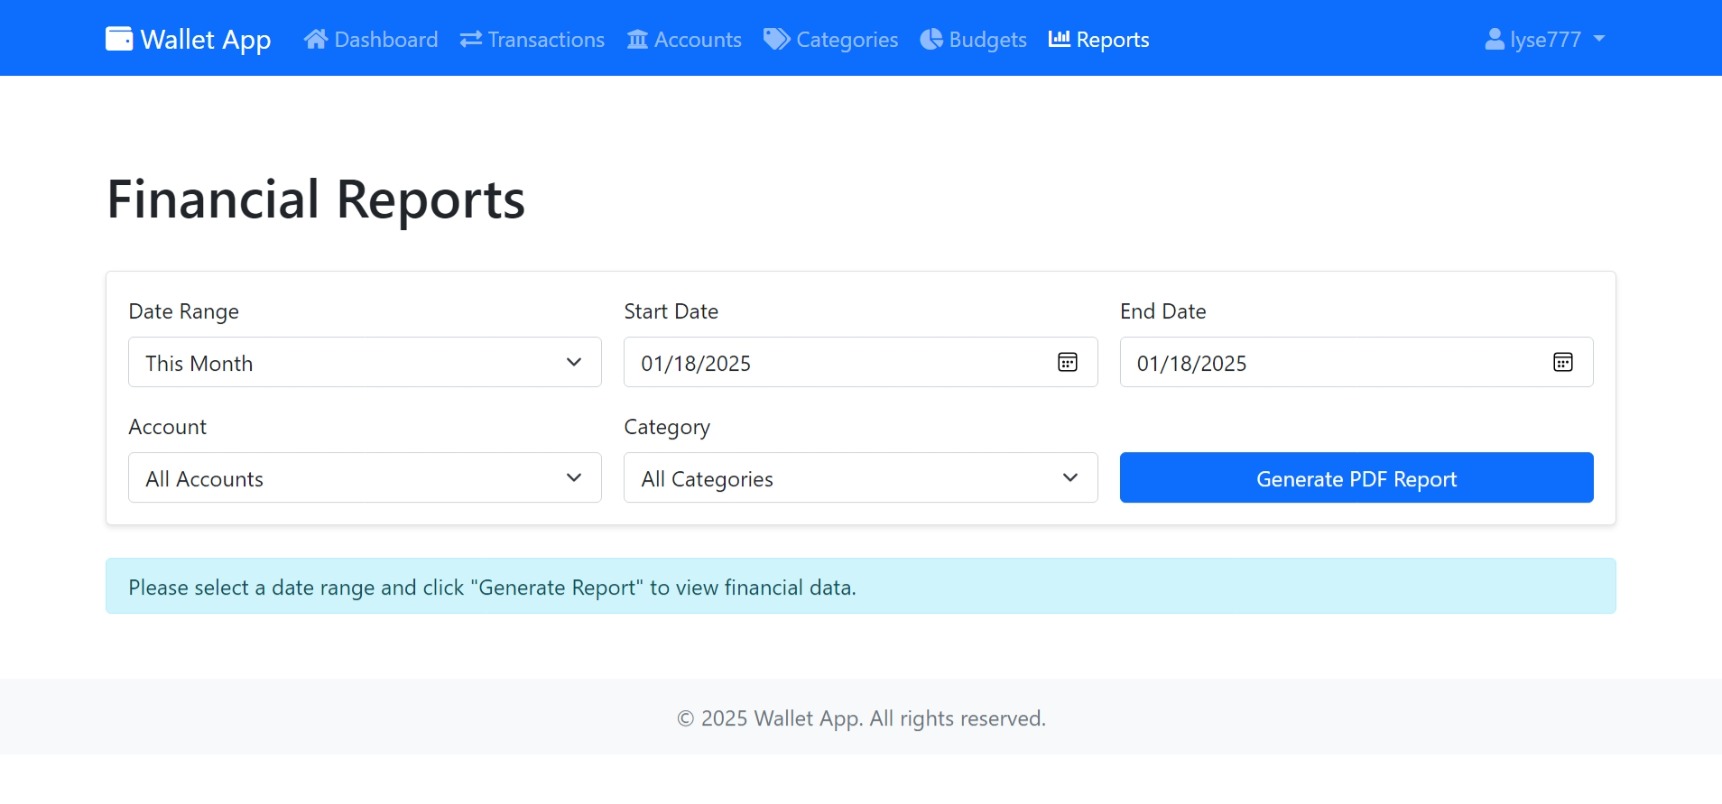 Wallet App Dashboard Transactions Accounts Categories Budgets Reports lyse777
Financial Reports
Date Range Start Date End Date
This Month 01/18/2025 01/18/2025
Account Category
All Accounts All Categories Generate PDF Report
Please select a date range and click "Generate Report" to view financial data.
© 2025 Wallet App. All rights reserved.